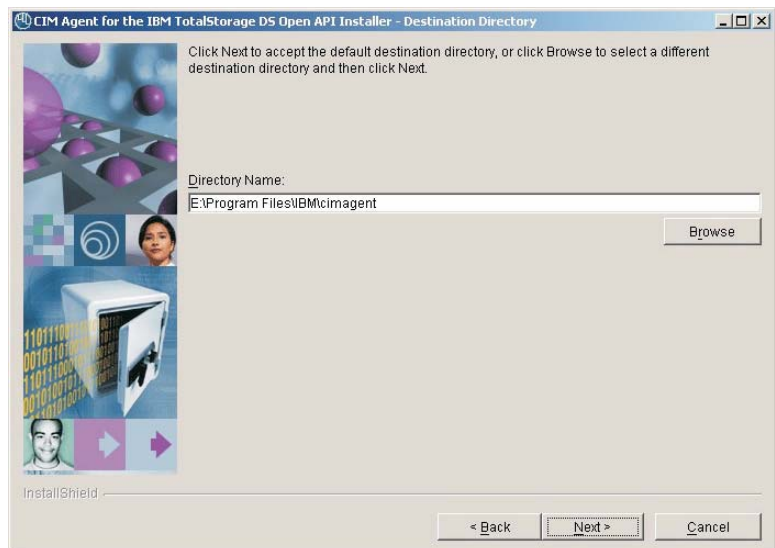 CIM Agent for the IBM TotalStorage DS Open API Installer - Destination Directory
Click Next to accept the default destination directory, or click Browse to select a different
destination directory and then click Next.
Directory Name:
E:\Program Files\IBM\cimagent
Browse
InstallShield
< Back
Next >
Cancel